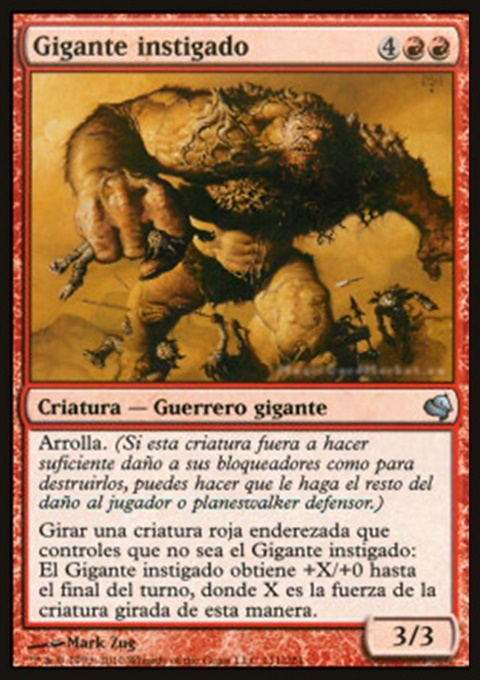 Gigante instigado 4
Criatura — Guerrero gigante
Arrolla. (Si esta criatura fuera a hacer
suficiente daño a sus bloqueadores como para
destruirlos, puedes hacer que le haga el resto del
daño al jugador o planeswalker defensor.)
Girar una criatura roja enderezada que
controles que no sea el Gigante instigado:
El Gigante instigado obtiene +X/+0 hasta
el final del turno, donde X es la fuerza de la
criatura girada de esta manera.
Mark Zug
3/3